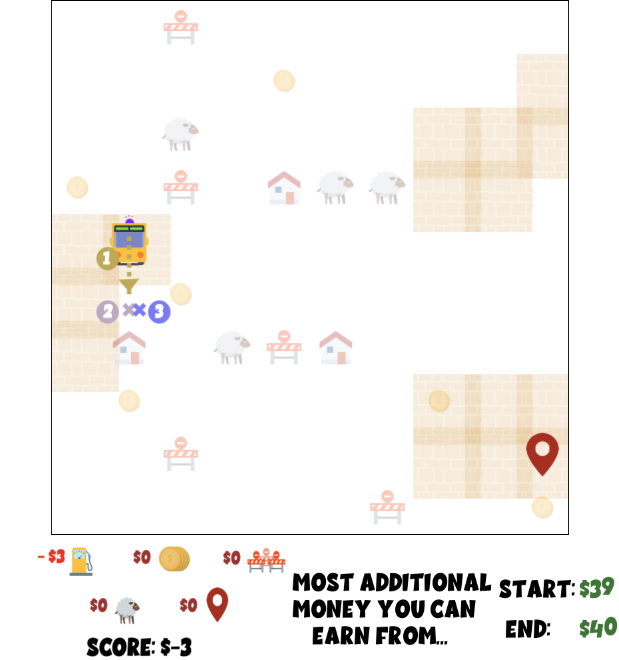 1
2 3
- $3 $0 $0
$0 $0
SCORE: $-3
MOST ADDITIONAL
MONEY YOU CAN
EARN FROM...
START: $39
END: $40